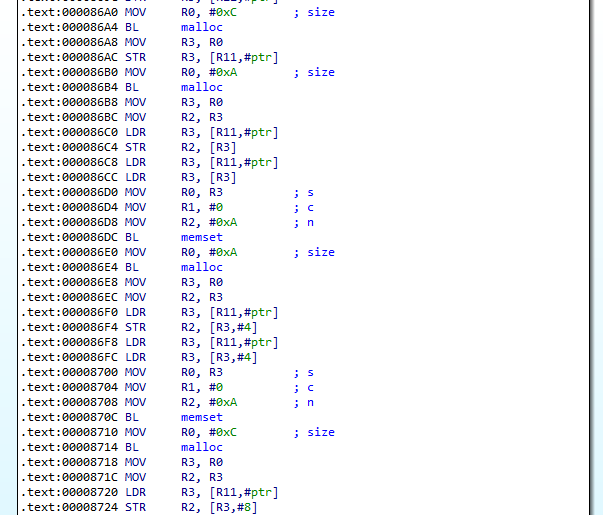 .text:000086A0 MOV R0, #0xC ; size
.text:000086A4 BL malloc
.text:000086A8 MOV R3, R0
.text:000086AC STR R3, [R11,#ptr]
.text:000086B0 MOV R0, #0xA ; size
.text:000086B4 BL malloc
.text:000086B8 MOV R3, R0
.text:000086BC MOV R2, R3
.text:000086C0 LDR R3, [R11,#ptr]
.text:000086C4 STR R2, [R3]
.text:000086C8 LDR R3, [R11,#ptr]
.text:000086CC LDR R3, [R3]
.text:000086D0 MOV R0, R3 ; s
.text:000086D4 MOV R1, #0 ; c
.text:000086D8 MOV R2, #0xA ; n
.text:000086DC BL memset
.text:000086E0 MOV R0, #0xA ; size
.text:000086E4 BL malloc
.text:000086E8 MOV R3, R0
.text:000086EC MOV R2, R3
.text:000086F0 LDR R3, [R11,#ptr]
.text:000086F4 STR R2, [R3,#4]
.text:000086F8 LDR R3, [R11,#ptr]
.text:000086FC LDR R3, [R3,#4]
.text:00008700 MOV R0, R3 ; s
.text:00008704 MOV R1, #0 ; c
.text:00008708 MOV R2, #0xA ; n
.text:0000870C BL memset
.text:00008710 MOV R0, #0xC ; size
.text:00008714 BL malloc
.text:00008718 MOV R3, R0
.text:0000871C MOV R2, R3
.text:00008720 LDR R3, [R11,#ptr]
.text:00008724 STR R2, [R3,#8]